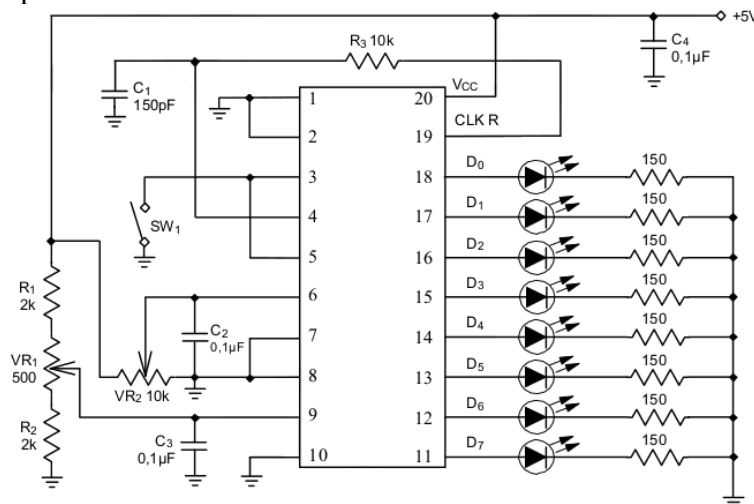 +5V
R3 10k
C4
0,1µF
C1
150pF
VCC
CLK R
1 20
2 19
3 18 D0 150
SW1
4 17 D1 150
5 16 D2 150
R1
2k
6 15 D3 150
C2
0,1µF
7 14 D4 150
VR1
500
8 13 D5 150
VR2 10k
R2
2k
9 12 D6 150
C3
0,1µF
10 11 D7 150